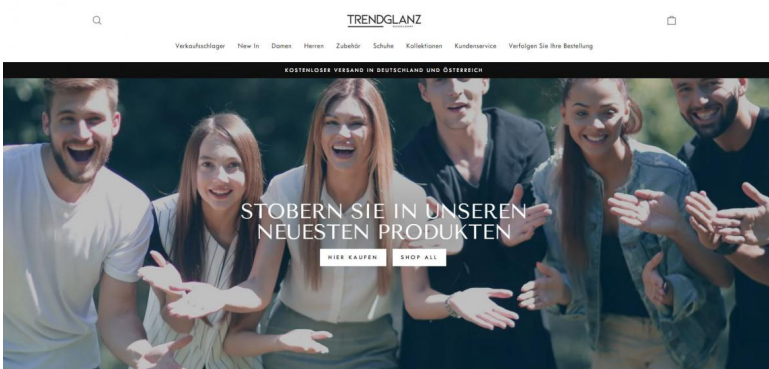 TRENDGLANZ
Verkaufsschlager New In Damen Herren Zubehör Schuhe Kollektionen Kundenservice Verfolgen Sie Ihre Bestellung
KOSTENLOSER VERSAND IN DEUTSCHLAND UND ÖSTERREICH
STOBERN SIE IN UNSEREN
NEUESTEN PRODUKTEN
HIER KAUFEN SHOP ALL